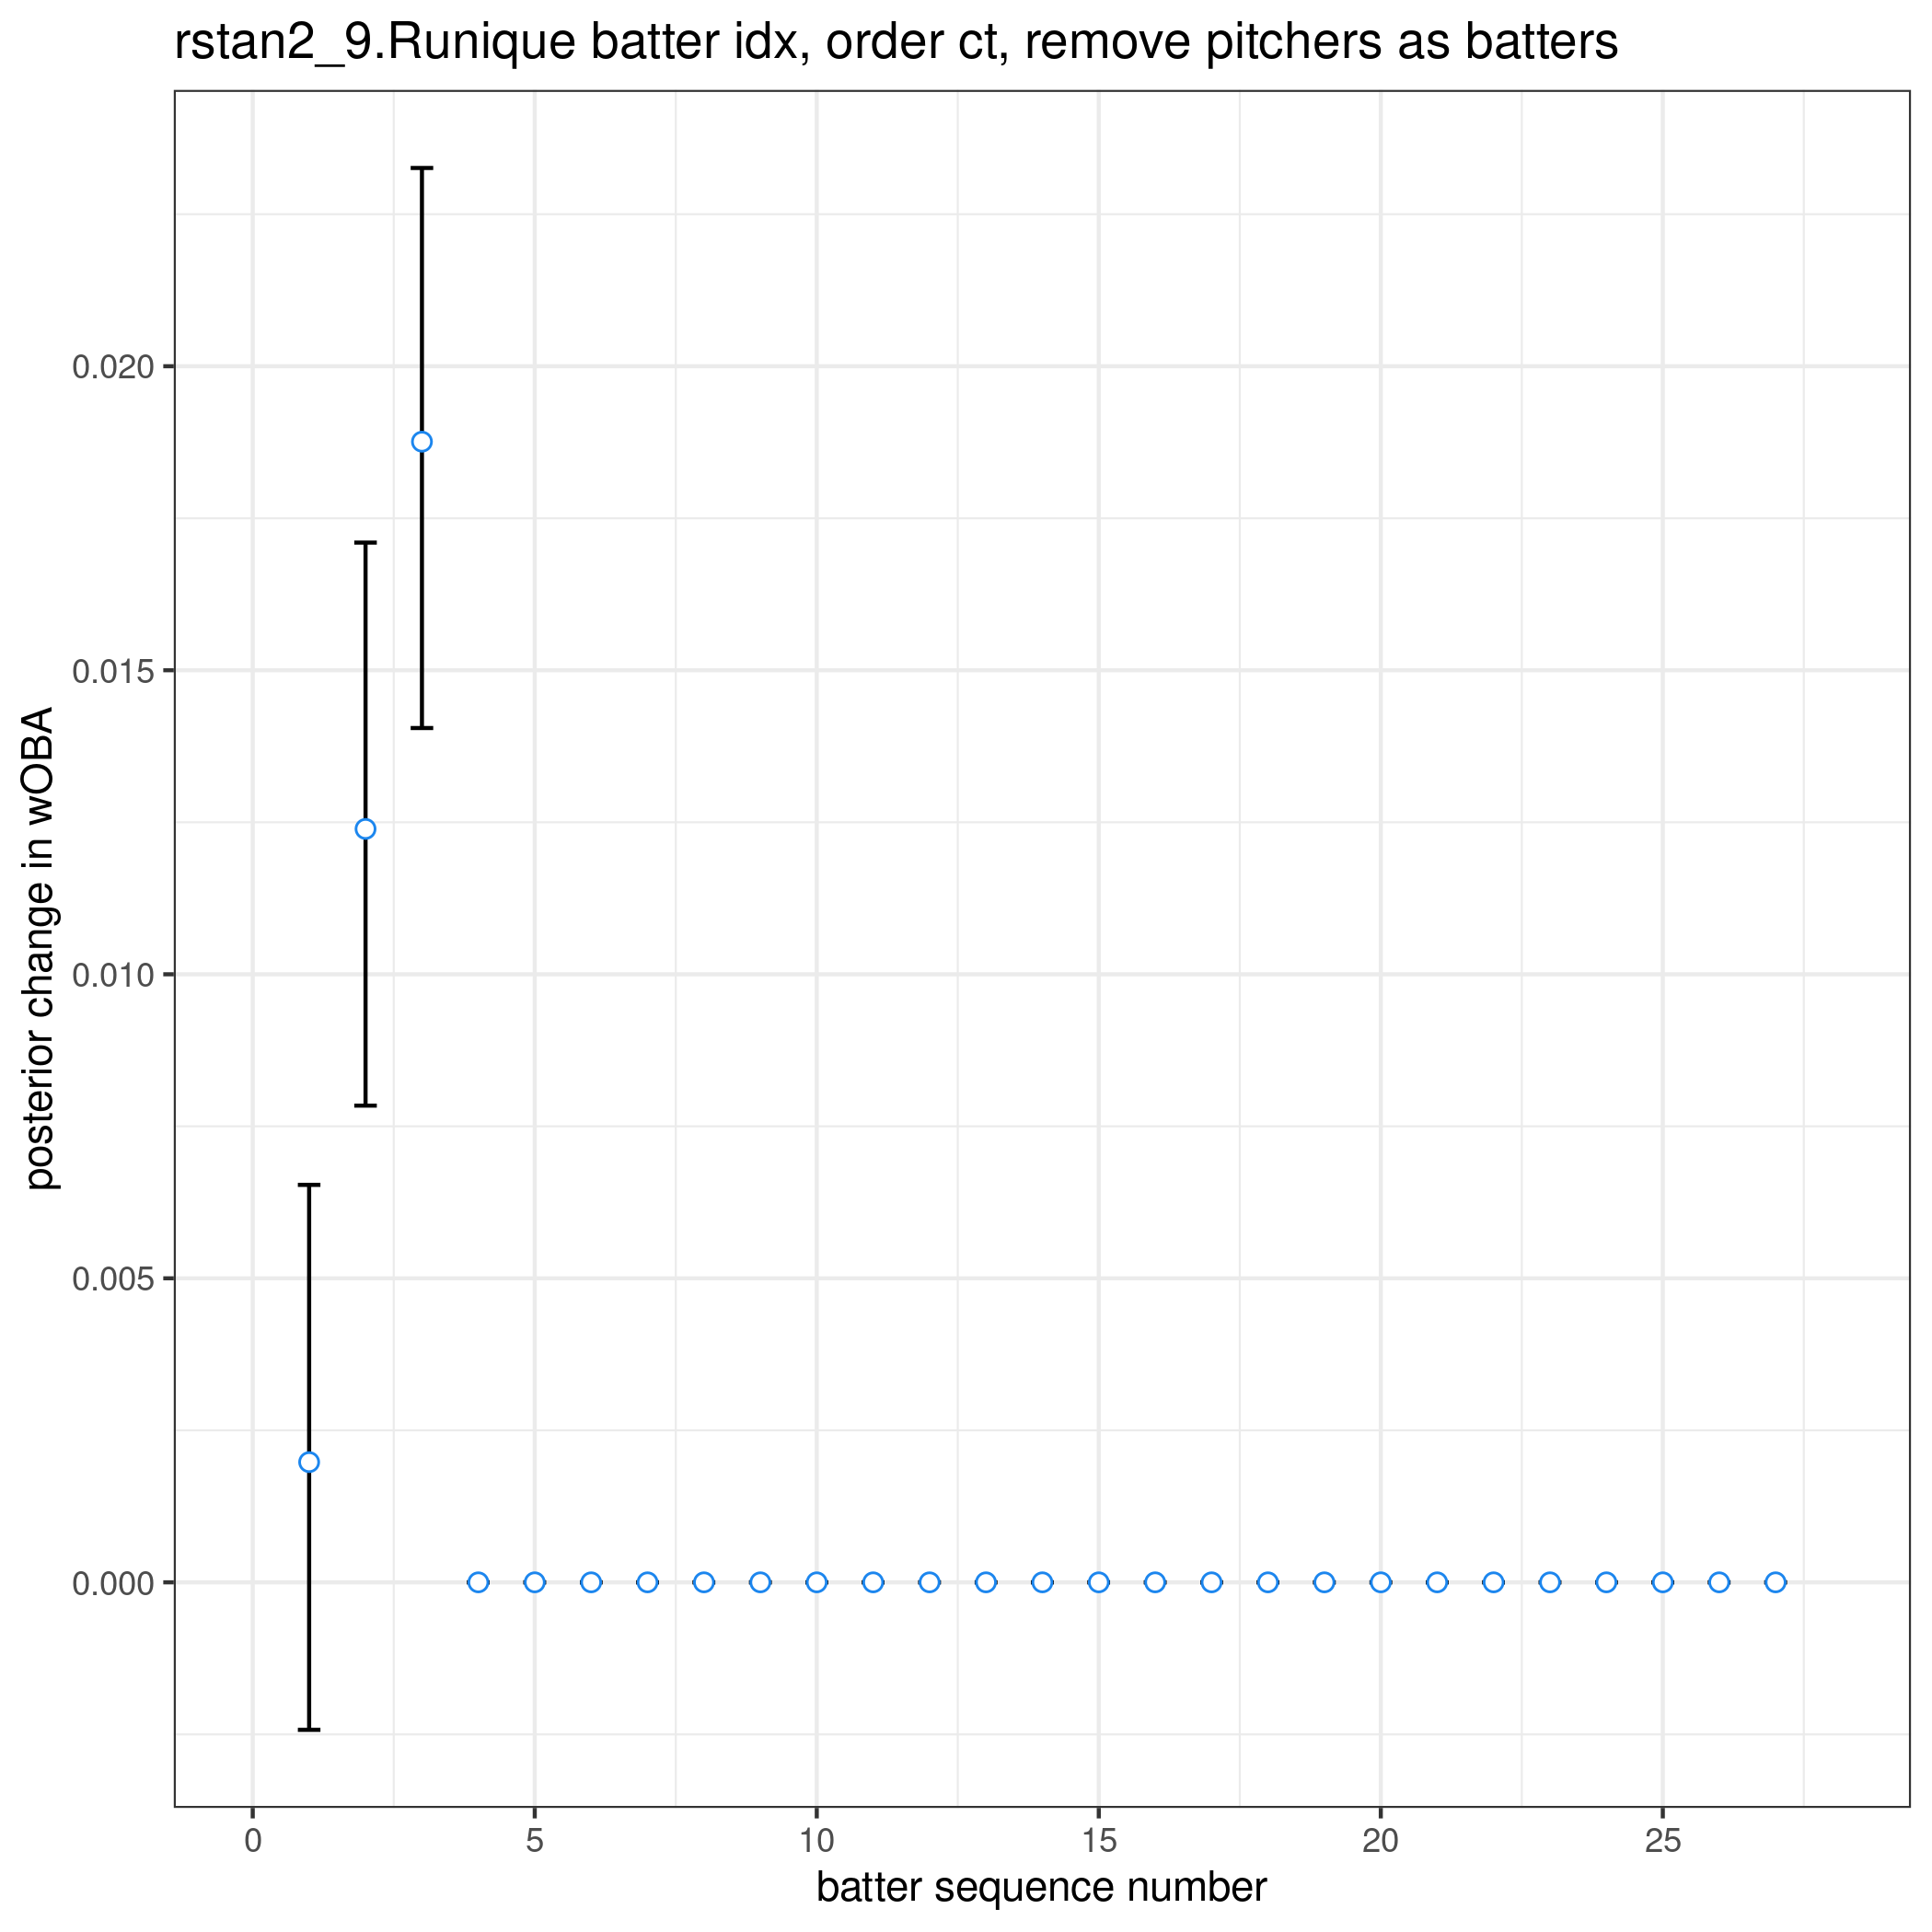 rstan2_9.Runique batter idx, order ct, remove pitchers as batters
posterior change in wOBA
0.020
0.015
0.010
0.005
0.000
0 5 10 15 20 25
batter sequence number